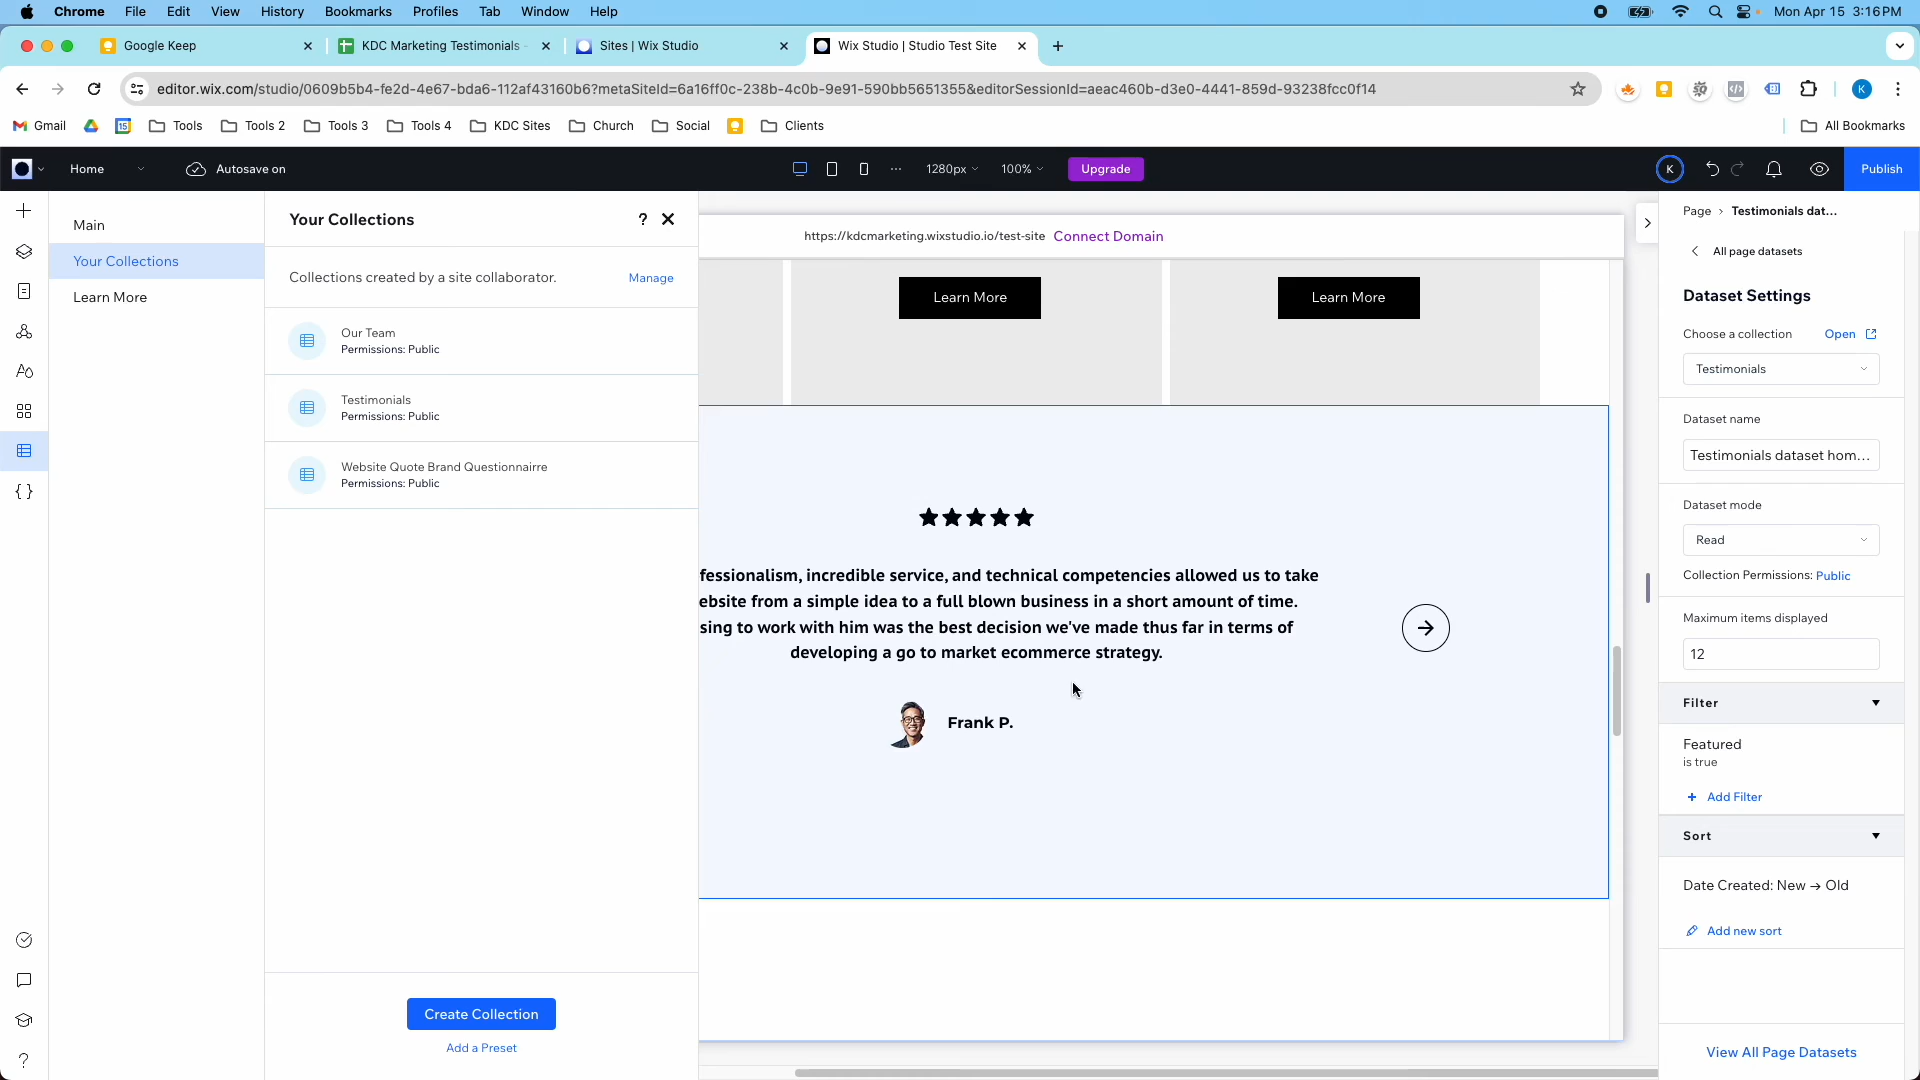 Chrome File Edit View History Bookmarks Profiles Tab Window Help Mon Apr 15 3:16 PM
Google Keep KDC Marketing Testimonials - Sites | Wix Studio Wix Studio | Studio Test Site
editor.wix.com/studio/0609b5b4-fe2d-4e67-bda6-112af43160b6?metaSiteId=6a16ff0c-238b-4c0b-9e91-590bb5651355&editorSessionId=aeac460b-d3e0-4441-859d-93238fcc0f14
Gmail Tools Tools 2 Tools 3 Tools 4 KDC Sites Church Social Clients All Bookmarks
Home Autosave on 1280px 100% Upgrade K Publish
Main
Your Collections
Learn More
Your Collections ?
Collections created by a site collaborator. Manage
Our Team
Permissions: Public
Testimonials
Permissions: Public
Website Quote Brand Questionnairre
Permissions: Public
Create Collection
Add a Preset
https://kdcmarketing.wixstudio.io/test-site Connect Domain
Learn More Learn More
fessionalism, incredible service, and technical competencies allowed us to take
ebsite from a simple idea to a full blown business in a short amount of time.
sing to work with him was the best decision we've made thus far in terms of
developing a go to market ecommerce strategy.
Frank P.
Page > Testimonials dat...
All page datasets
Dataset Settings
Choose a collection Open
Testimonials
Dataset name
Testimonials dataset hom...
Dataset mode
Read
Collection Permissions: Public
Maximum items displayed
12
Filter
Featured
is true
+ Add Filter
Sort
Date Created: New → Old
Add new sort
View All Page Datasets